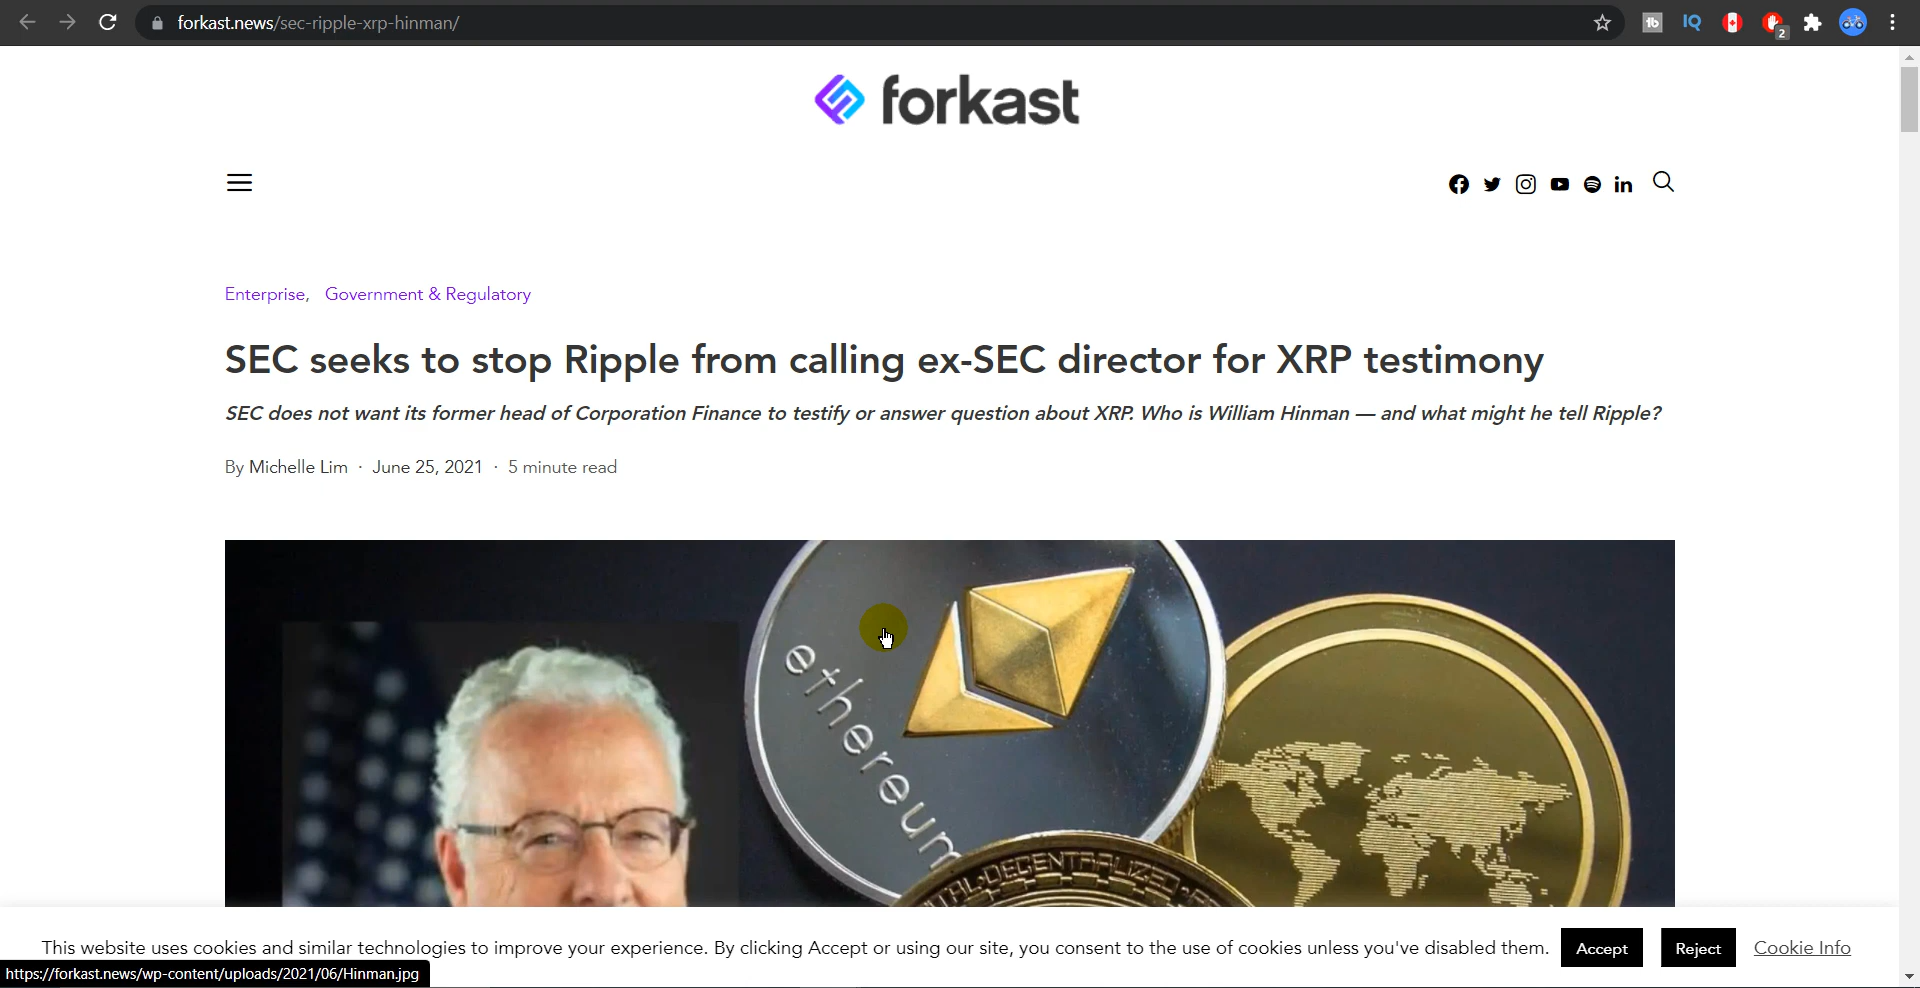 forkast.news/sec-ripple-xrp-hinman/
tb
IQ
2
forkast
in
Enterprise, Government & Regulatory
SEC seeks to stop Ripple from calling ex-SEC director for XRP testimony
SEC does not want its former head of Corporation Finance to testify or answer question about XRP. Who is William Hinman — and what might he tell Ripple?
By Michelle Lim · June 25, 2021 · 5 minute read
ethereum
DECENTRALIZED
This website uses cookies and similar technologies to improve your experience. By clicking Accept or using our site, you consent to the use of cookies unless you've disabled them.
Accept
Reject
Cookie Info
https://forkast.news/wp-content/uploads/2021/06/Hinman.jpg